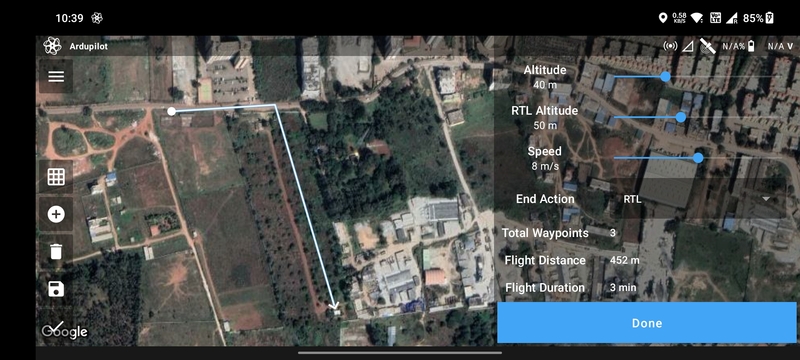 10:39
0.58
KB/S
85%
Ardupilot
N/A%
N/A V
Altitude
40 m
RTL Altitude
50 m
Speed
8 m/s
End Action RTL
Total Waypoints 3
Flight Distance 452 m
Flight Duration 3 min
Google
Done